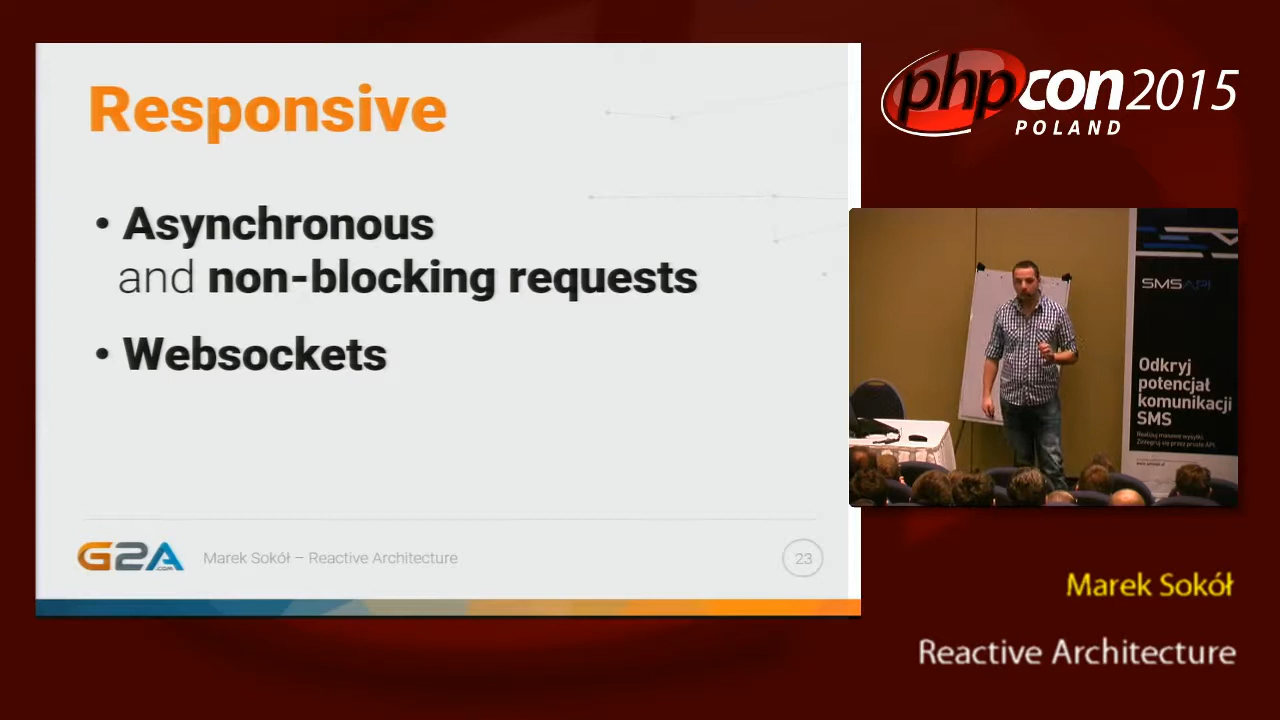 Responsive
• Asynchronous
and non-blocking requests
• Websockets
G2A
.COM
Marek Sokół – Reactive Architecture
23
phpcon2015
POLAND
SMSAPI
Odkryj
potencjał
komunikacji
SMS
Marek Sokół
Reactive Architecture